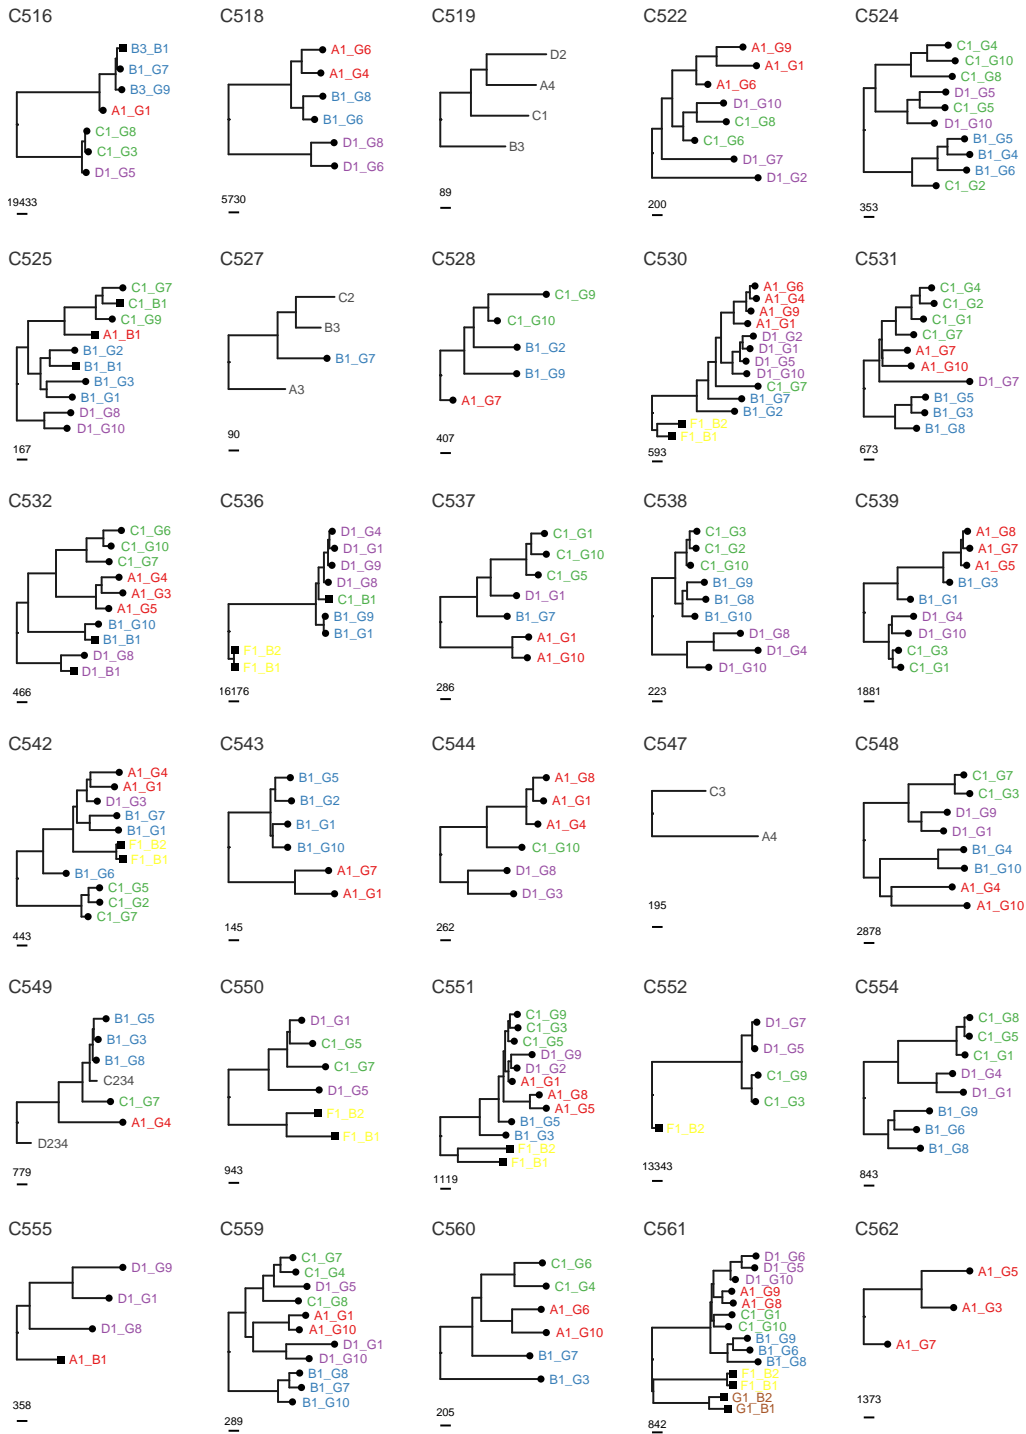 C516
B3_B1
B1_G7
B3_G9
A1_G1
C1_G8
C1_G3
D1_G5
19433
C518
A1_G6
A1_G4
B1_G8
B1_G6
D1_G8
D1_G6
5730
C519
D2
A4
C1
B3
89
C522
A1_G9
A1_G1
A1_G6
D1_G10
C1_G8
C1_G6
D1_G7
D1_G2
200
C524
C1_G4
C1_G10
C1_G8
D1_G5
C1_G5
D1_G10
B1_G5
B1_G4
B1_G6
C1_G2
353
C525
C1_G7
C1_B1
C1_G9
A1_B1
B1_G2
B1_B1
B1_G3
B1_G1
D1_G8
D1_G10
167
C527
C2
B3
B1_G7
A3
90
C528
C1_G9
C1_G10
B1_G2
B1_G9
A1_G7
407
C530
A1_G6
A1_G4
A1_G9
A1_G1
D1_G2
D1_G1
D1_G5
D1_G10
C1_G7
B1_G7
B1_G2
F1_B2
F1_B1
593
C531
C1_G4
C1_G2
C1_G1
C1_G7
A1_G7
A1_G10
D1_G7
B1_G5
B1_G3
B1_G8
673
C532
C1_G6
C1_G10
C1_G7
A1_G4
A1_G3
A1_G5
B1_G10
B1_B1
D1_G8
D1_B1
466
C536
D1_G4
D1_G1
D1_G9
D1_G8
C1_B1
B1_G9
B1_G1
F1_B2
F1_B1
16176
C537
C1_G1
C1_G10
C1_G5
D1_G1
B1_G7
A1_G1
A1_G10
286
C538
C1_G3
C1_G2
C1_G10
B1_G9
B1_G8
B1_G10
D1_G8
D1_G4
D1_G10
223
C539
A1_G8
A1_G7
A1_G5
B1_G3
B1_G1
D1_G4
D1_G10
C1_G3
C1_G1
1881
C542
A1_G4
A1_G1
D1_G3
B1_G7
B1_G1
F1_B2
F1_B1
B1_G6
C1_G5
C1_G2
C1_G7
443
C543
B1_G5
B1_G2
B1_G1
B1_G10
A1_G7
A1_G1
145
C544
A1_G8
A1_G1
A1_G4
C1_G10
D1_G8
D1_G3
262
C547
C3
A4
195
C548
C1_G7
C1_G3
D1_G9
D1_G1
B1_G4
B1_G10
A1_G4
A1_G10
2878
C549
B1_G5
B1_G3
B1_G8
C234
C1_G7
A1_G4
D234
779
C550
D1_G1
C1_G5
C1_G7
D1_G5
F1_B2
F1_B1
943
C551
C1_G9
C1_G3
C1_G5
D1_G9
D1_G2
A1_G1
A1_G8
A1_G5
B1_G5
B1_G3
F1_B2
F1_B1
1119
C552
D1_G7
D1_G5
C1_G9
C1_G3
F1_B2
13343
C554
C1_G8
C1_G5
C1_G1
D1_G4
D1_G1
B1_G9
B1_G6
B1_G8
843
C555
D1_G9
D1_G1
D1_G8
A1_B1
358
C559
C1_G7
C1_G4
D1_G5
C1_G8
A1_G1
A1_G10
D1_G1
D1_G10
B1_G8
B1_G7
B1_G10
289
C560
C1_G6
C1_G4
A1_G6
A1_G10
B1_G7
B1_G3
205
C561
D1_G6
D1_G5
D1_G10
A1_G9
A1_G8
C1_G1
C1_G10
B1_G9
B1_G6
B1_G8
F1_B2
F1_B1
G1_B2
G1_B1
842
C562
A1_G5
A1_G3
A1_G7
1373